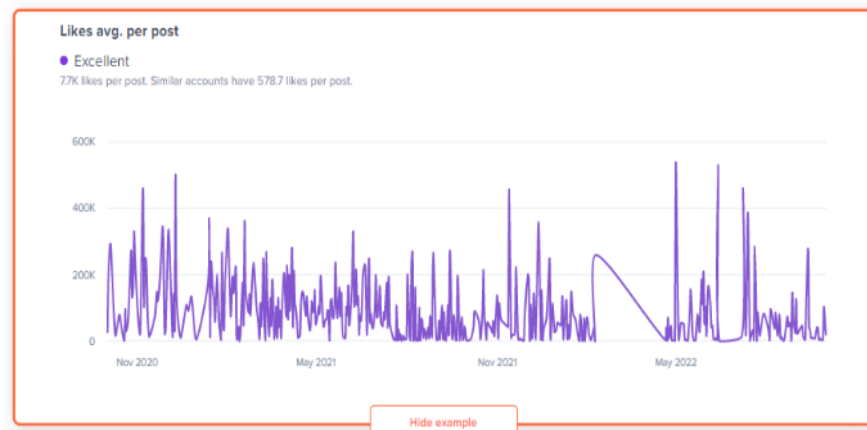 Likes avg. per post
Excellent
7.7K likes per post. Similar accounts have 578.7 likes per post.
600K
400K
200K
0
Nov 2020
May 2021
Nov 2021
May 2022
Hide example